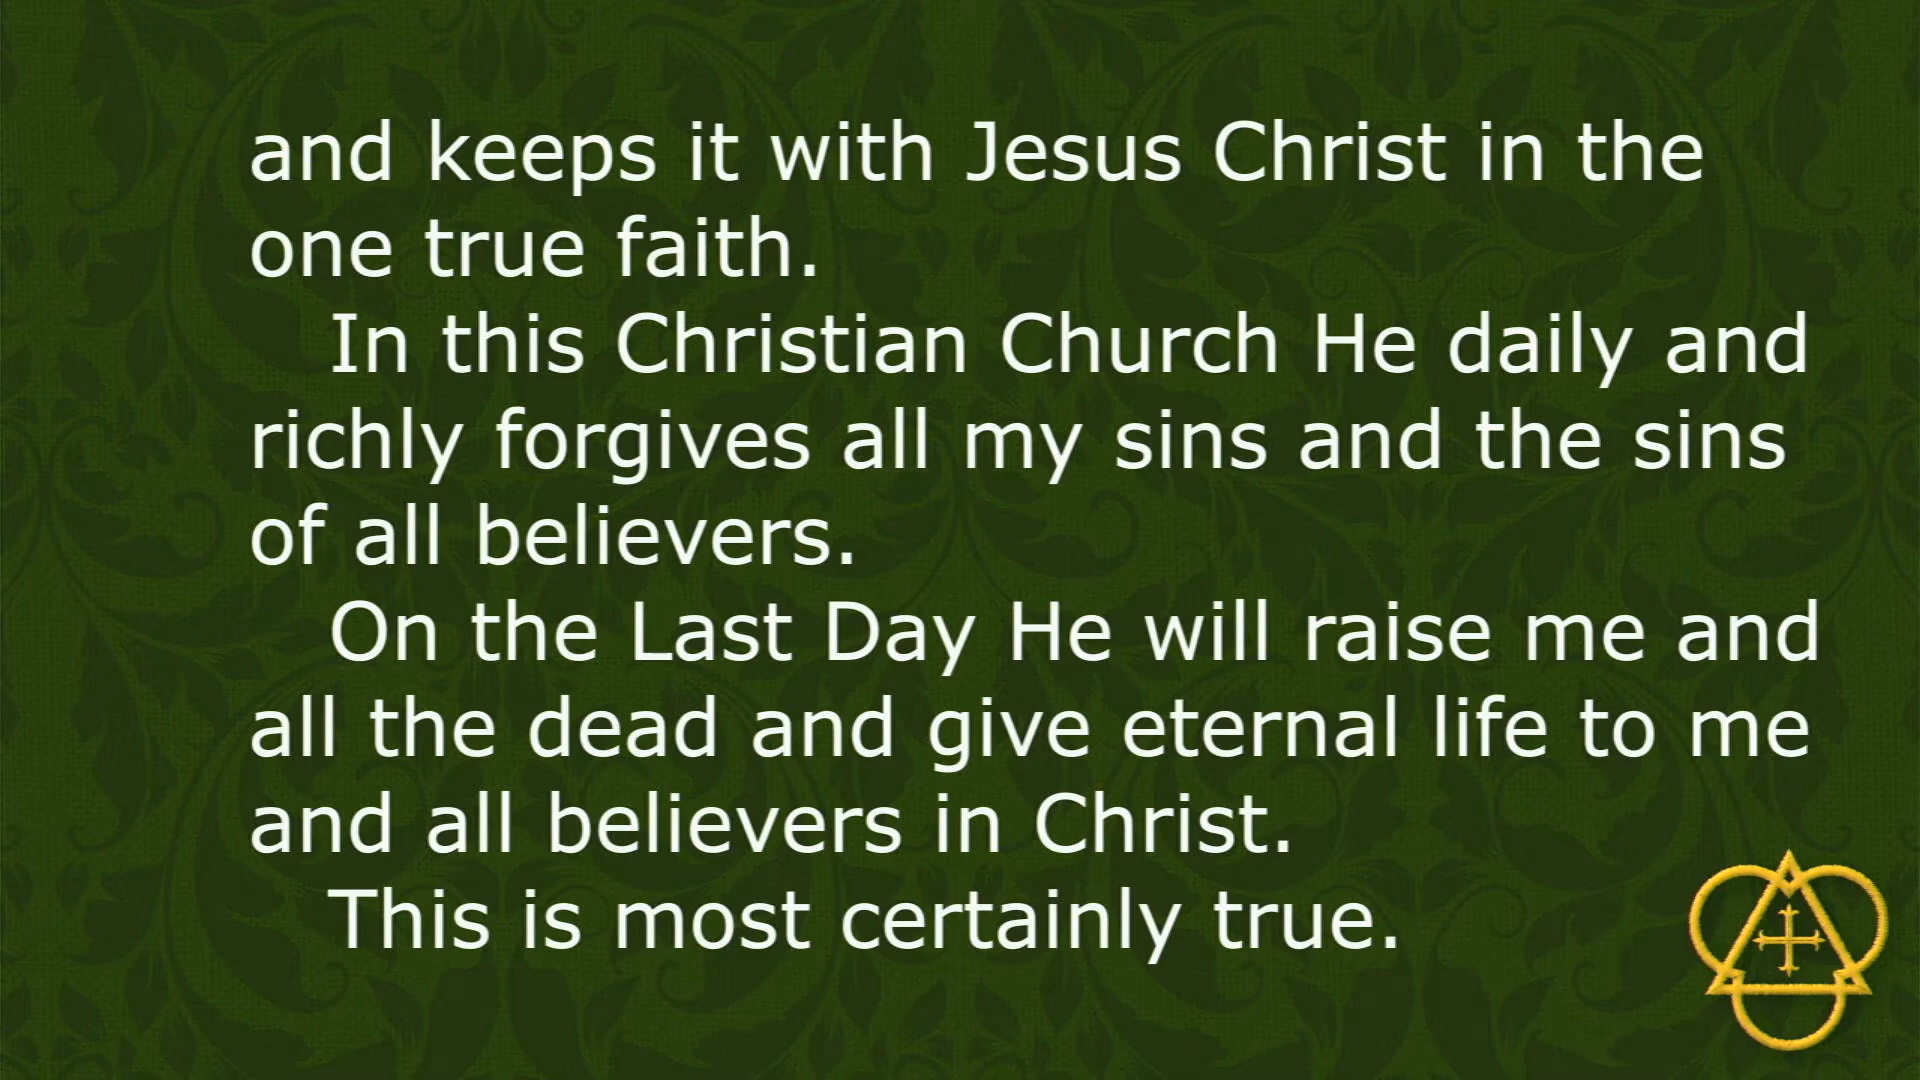 and keeps it with Jesus Christ in the
one true faith.
In this Christian Church He daily and
richly forgives all my sins and the sins
of all believers.
On the Last Day He will raise me and
all the dead and give eternal life to me
and all believers in Christ.
This is most certainly true.